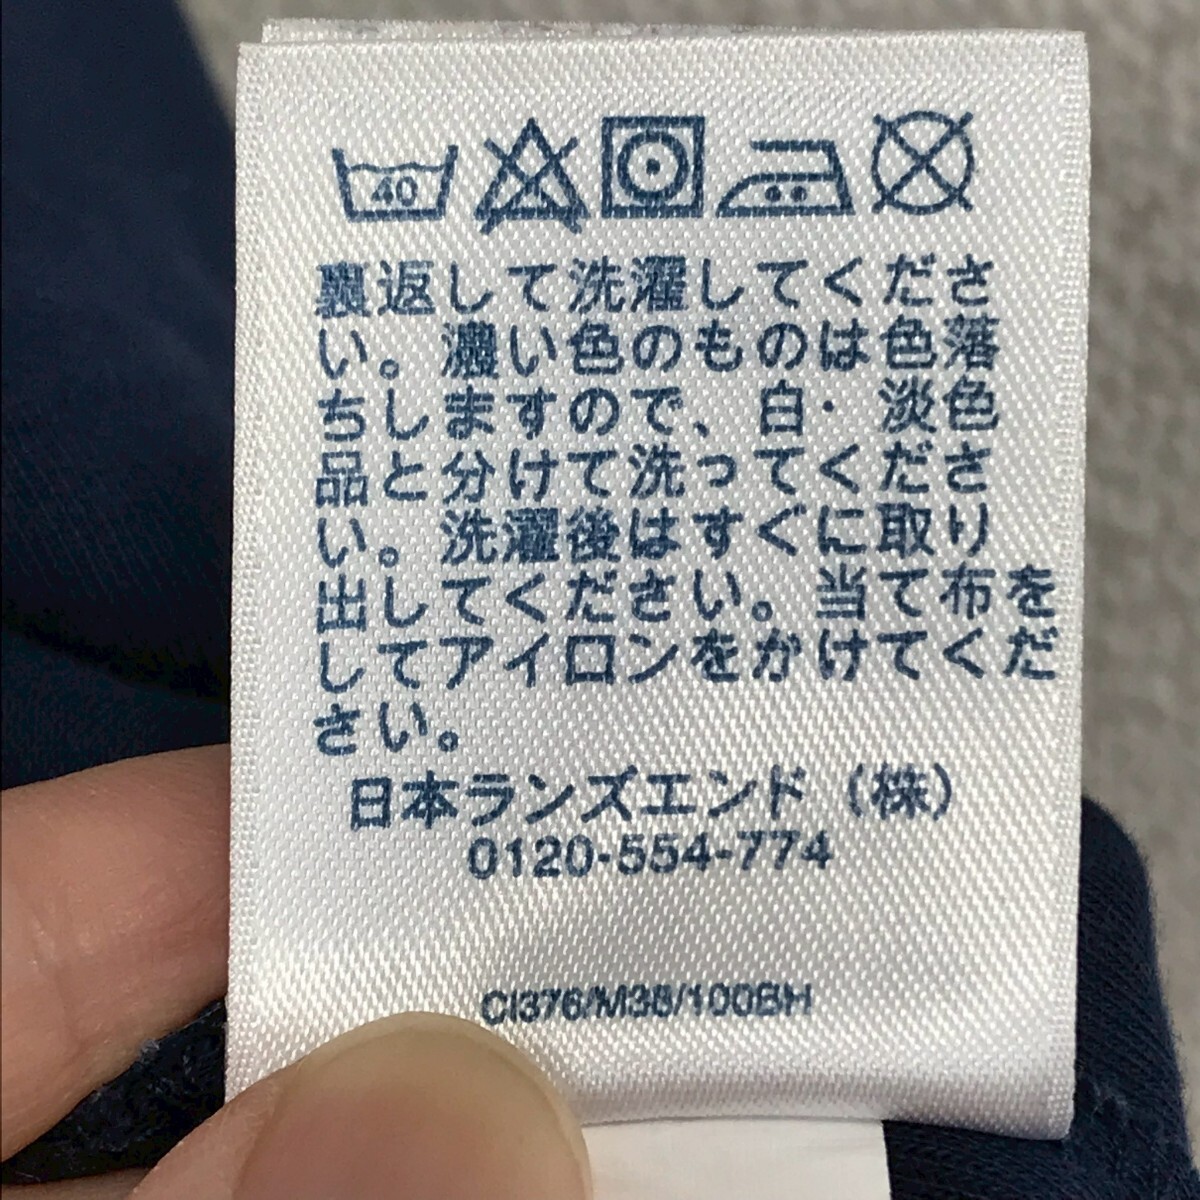 40
裏返して洗濯してくださ
い。濃い色のものは色落
ちしますので、白・淡色
品と分けて洗ってくださ
い。洗濯後はすぐに取り
出してください。当て布を
してアイロンをかけてくだ
さい。
日本ランズエンド（株）
0120-554-774
CI376/M38/100BH